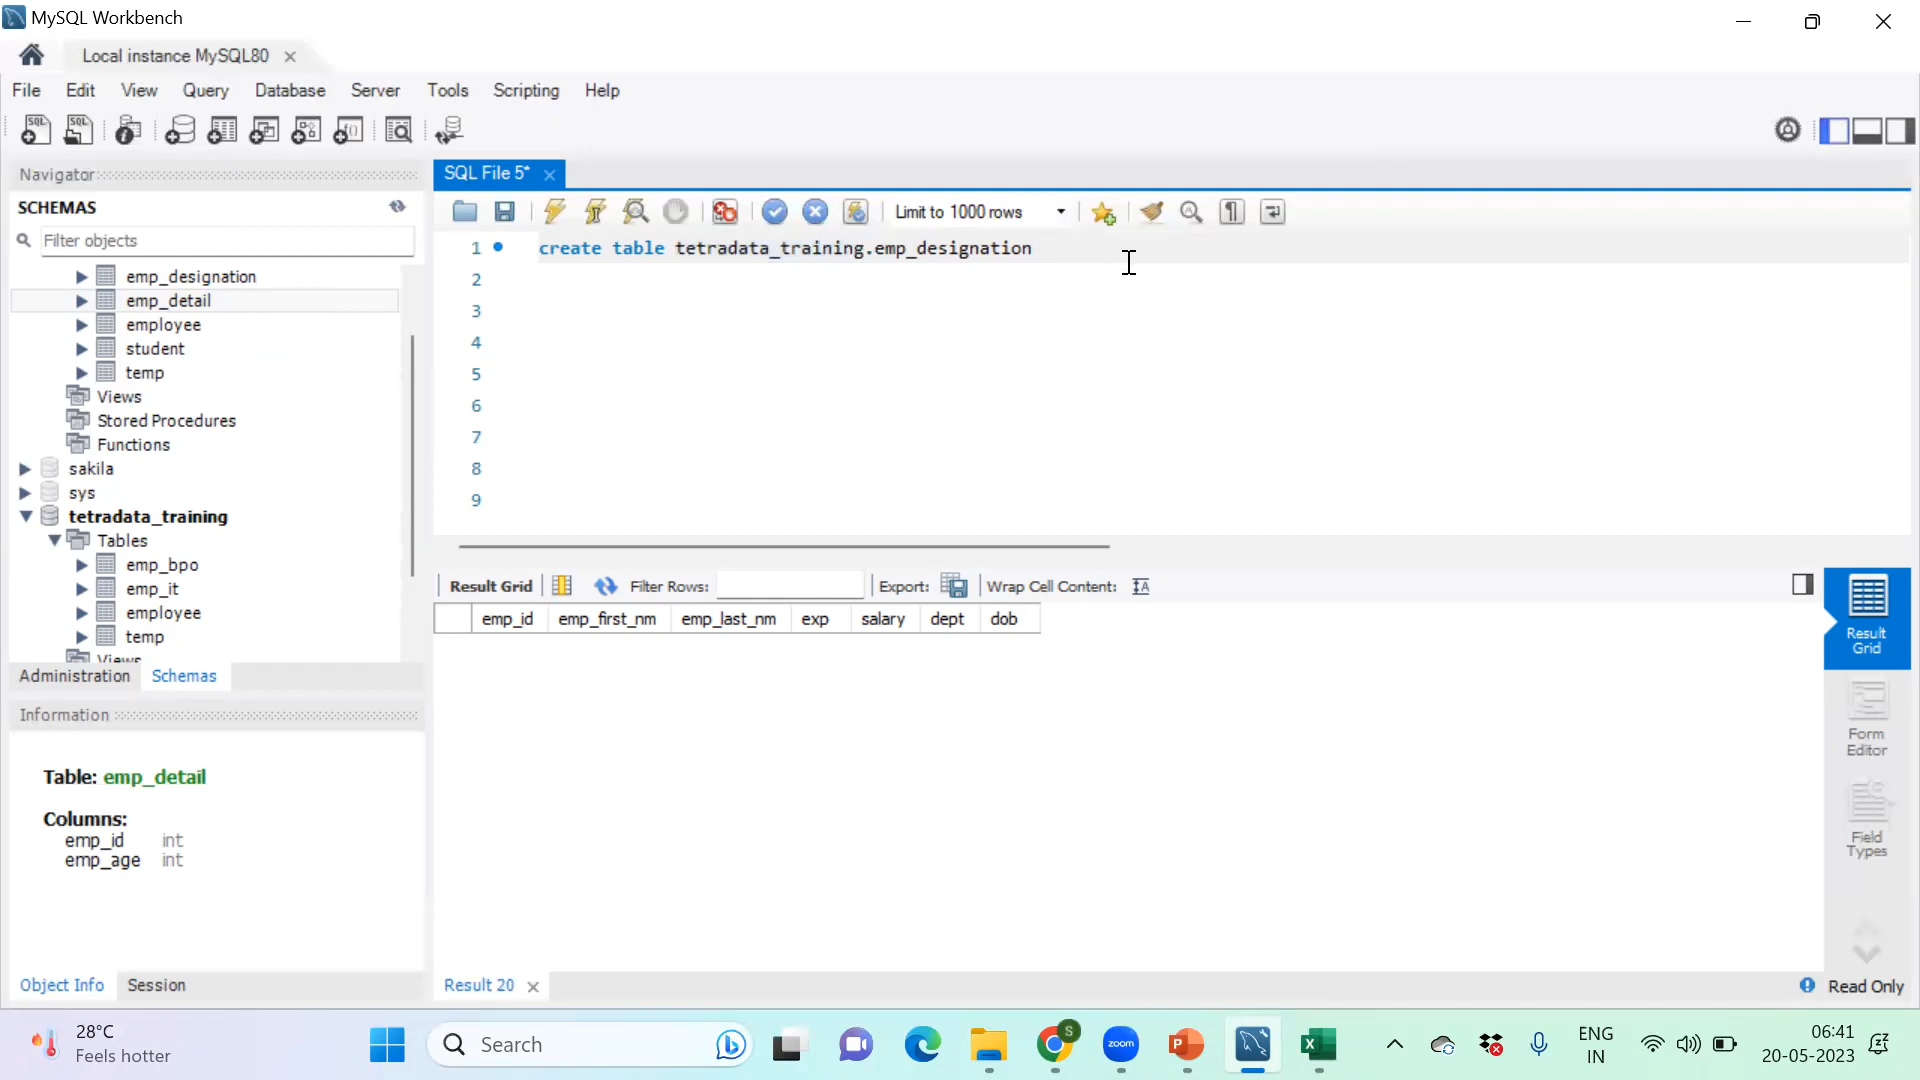 MySQL Workbench
Local instance MySQL80
File Edit View Query Database Server Tools Scripting Help
Navigator
SCHEMAS
Filter objects
emp_designation
emp_detail
employee
student
temp
Views
Stored Procedures
Functions
sakila
sys
tetradata_training
Tables
emp_bpo
emp_it
employee
temp
Views
Administration Schemas
Information
Table: emp_detail
Columns:
emp_id int
emp_age int
Object Info Session
SQL File 5*
Limit to 1000 rows
1 create table tetradata_training.emp_designation
2
3
4
5
6
7
8
9
Result Grid Filter Rows: Export: Wrap Cell Content:
emp_id emp_first_nm emp_last_nm exp salary dept dob
Result
Grid
Form
Editor
Field
Types
Result 20
Read Only
28°C
Feels hotter
Search
zoom
S
ENG
IN
06:41
20-05-2023